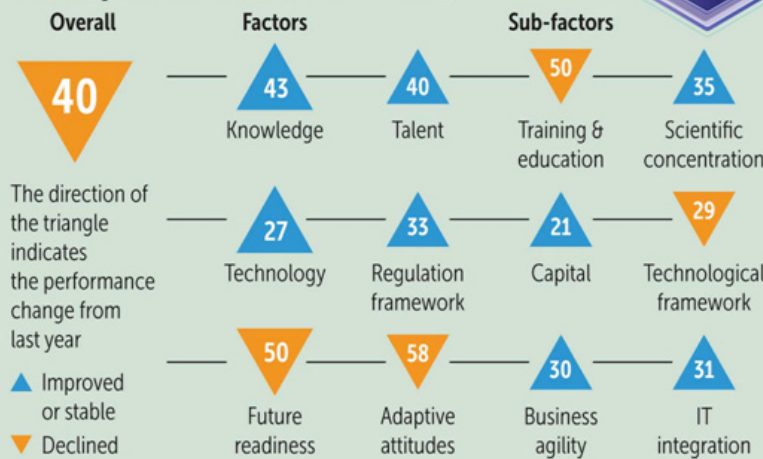 Overall
Factors
Sub-factors
40
43
40
50
35
Knowledge
Talent
Training &
education
Scientific
concentration
The direction of
the triangle
indicates
the performance
change from
last year
27
33
21
29
Technology
Regulation
framework
Capital
Technological
framework
50
58
30
31
Future
readiness
Adaptive
attitudes
Business
agility
IT
integration
Improved
or stable
Declined